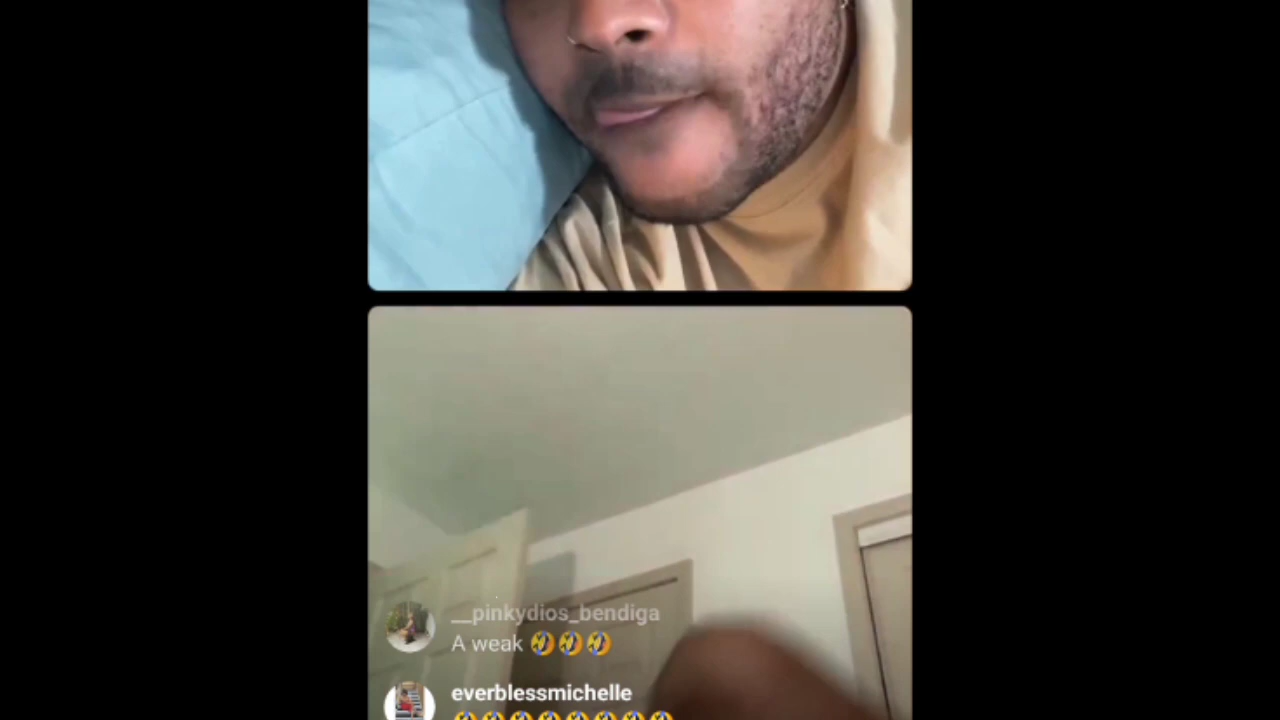 __pinkydios_bendiga
A weak 🤣🤣🤣
everblessmichelle
🤣🤣🤣🤣🤣🤣🤣🤣